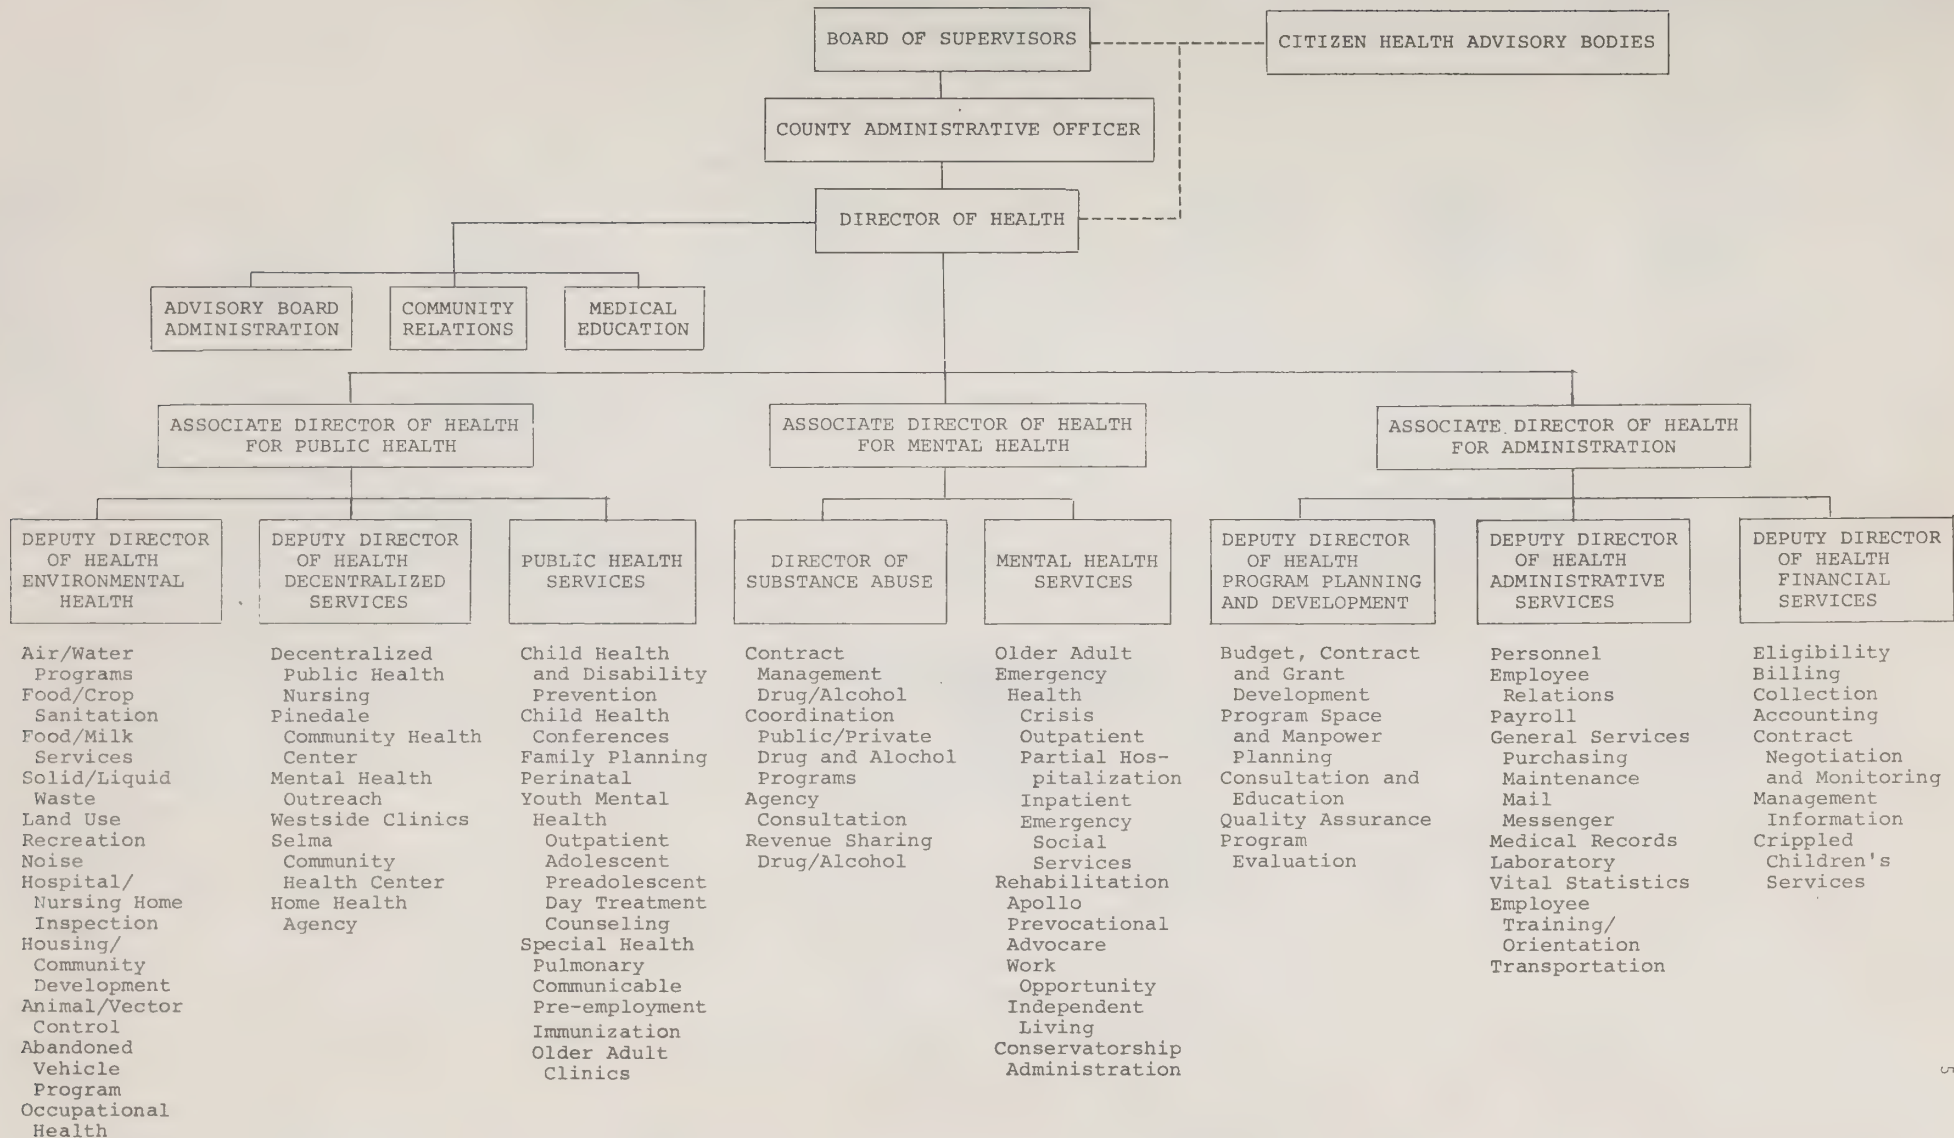 BOARD OF SUPERVISORS
CITIZEN HEALTH ADVISORY BODIES
COUNTY ADMINISTRATIVE OFFICER
DIRECTOR OF HEALTH
ADVISORY BOARD
ADMINISTRATION
COMMUNITY
RELATIONS
MEDICAL
EDUCATION
ASSOCIATE DIRECTOR OF HEALTH
FOR PUBLIC HEALTH
ASSOCIATE DIRECTOR OF HEALTH
FOR MENTAL HEALTH
ASSOCIATE DIRECTOR OF HEALTH
FOR ADMINISTRATION
DEPUTY DIRECTOR
OF HEALTH
ENVIRONMENTAL
HEALTH
Air/Water
Programs
Food/Crop
Sanitation
Food/Milk
Services
Solid/Liquid
Waste
Land Use
Recreation
Noise
Hospital/
Nursing Home
Inspection
Housing/
Community
Development
Animal/Vector
Control
Abandoned
Vehicle
Program
Occupational
Health
DEPUTY DIRECTOR
OF HEALTH
DECENTRALIZED
SERVICES
Decentralized
Public Health
Nursing
Pinedale
Community Health
Center
Mental Health
Outreach
Westside Clinics
Selma
Community
Health Center
Home Health
Agency
PUBLIC HEALTH
SERVICES
Child Health
and Disability
Prevention
Child Health
Conferences
Family Planning
Perinatal
Youth Mental
Health
Outpatient
Adolescent
Preadolescent
Day Treatment
Counseling
Special Health
Pulmonary
Communicable
Pre-employment
Immunization
Older Adult
Clinics
DIRECTOR OF
SUBSTANCE ABUSE
Contract
Management
Drug/Alcohol
Coordination
Public/Private
Drug and Alochol
Programs
Agency
Consultation
Revenue Sharing
Drug/Alcohol
MENTAL HEALTH
SERVICES
Older Adult
Emergency
Health
Crisis
Outpatient
Partial Hos-
pitalization
Inpatient
Emergency
Social
Services
Rehabilitation
Apollo
Prevocational
Advocare
Work
Opportunity
Independent
Living
Conservatorship
Administration
DEPUTY DIRECTOR
OF HEALTH
PROGRAM PLANNING
AND DEVELOPMENT
Budget, Contract
and Grant
Development
Program Space
and Manpower
Planning
Consultation and
Education
Quality Assurance
Program
Evaluation
DEPUTY DIRECTOR
OF HEALTH
ADMINISTRATIVE
SERVICES
Personnel
Employee
Relations
Payroll
General Services
Purchasing
Maintenance
Mail
Messenger
Medical Records
Laboratory
Vital Statistics
Employee
Training/
Orientation
Transportation
DEPUTY DIRECTOR
OF HEALTH
FINANCIAL
SERVICES
Eligibility
Billing
Collection
Accounting
Contract
Negotiation
and Monitoring
Management
Information
Crippled
Children's
Services
5